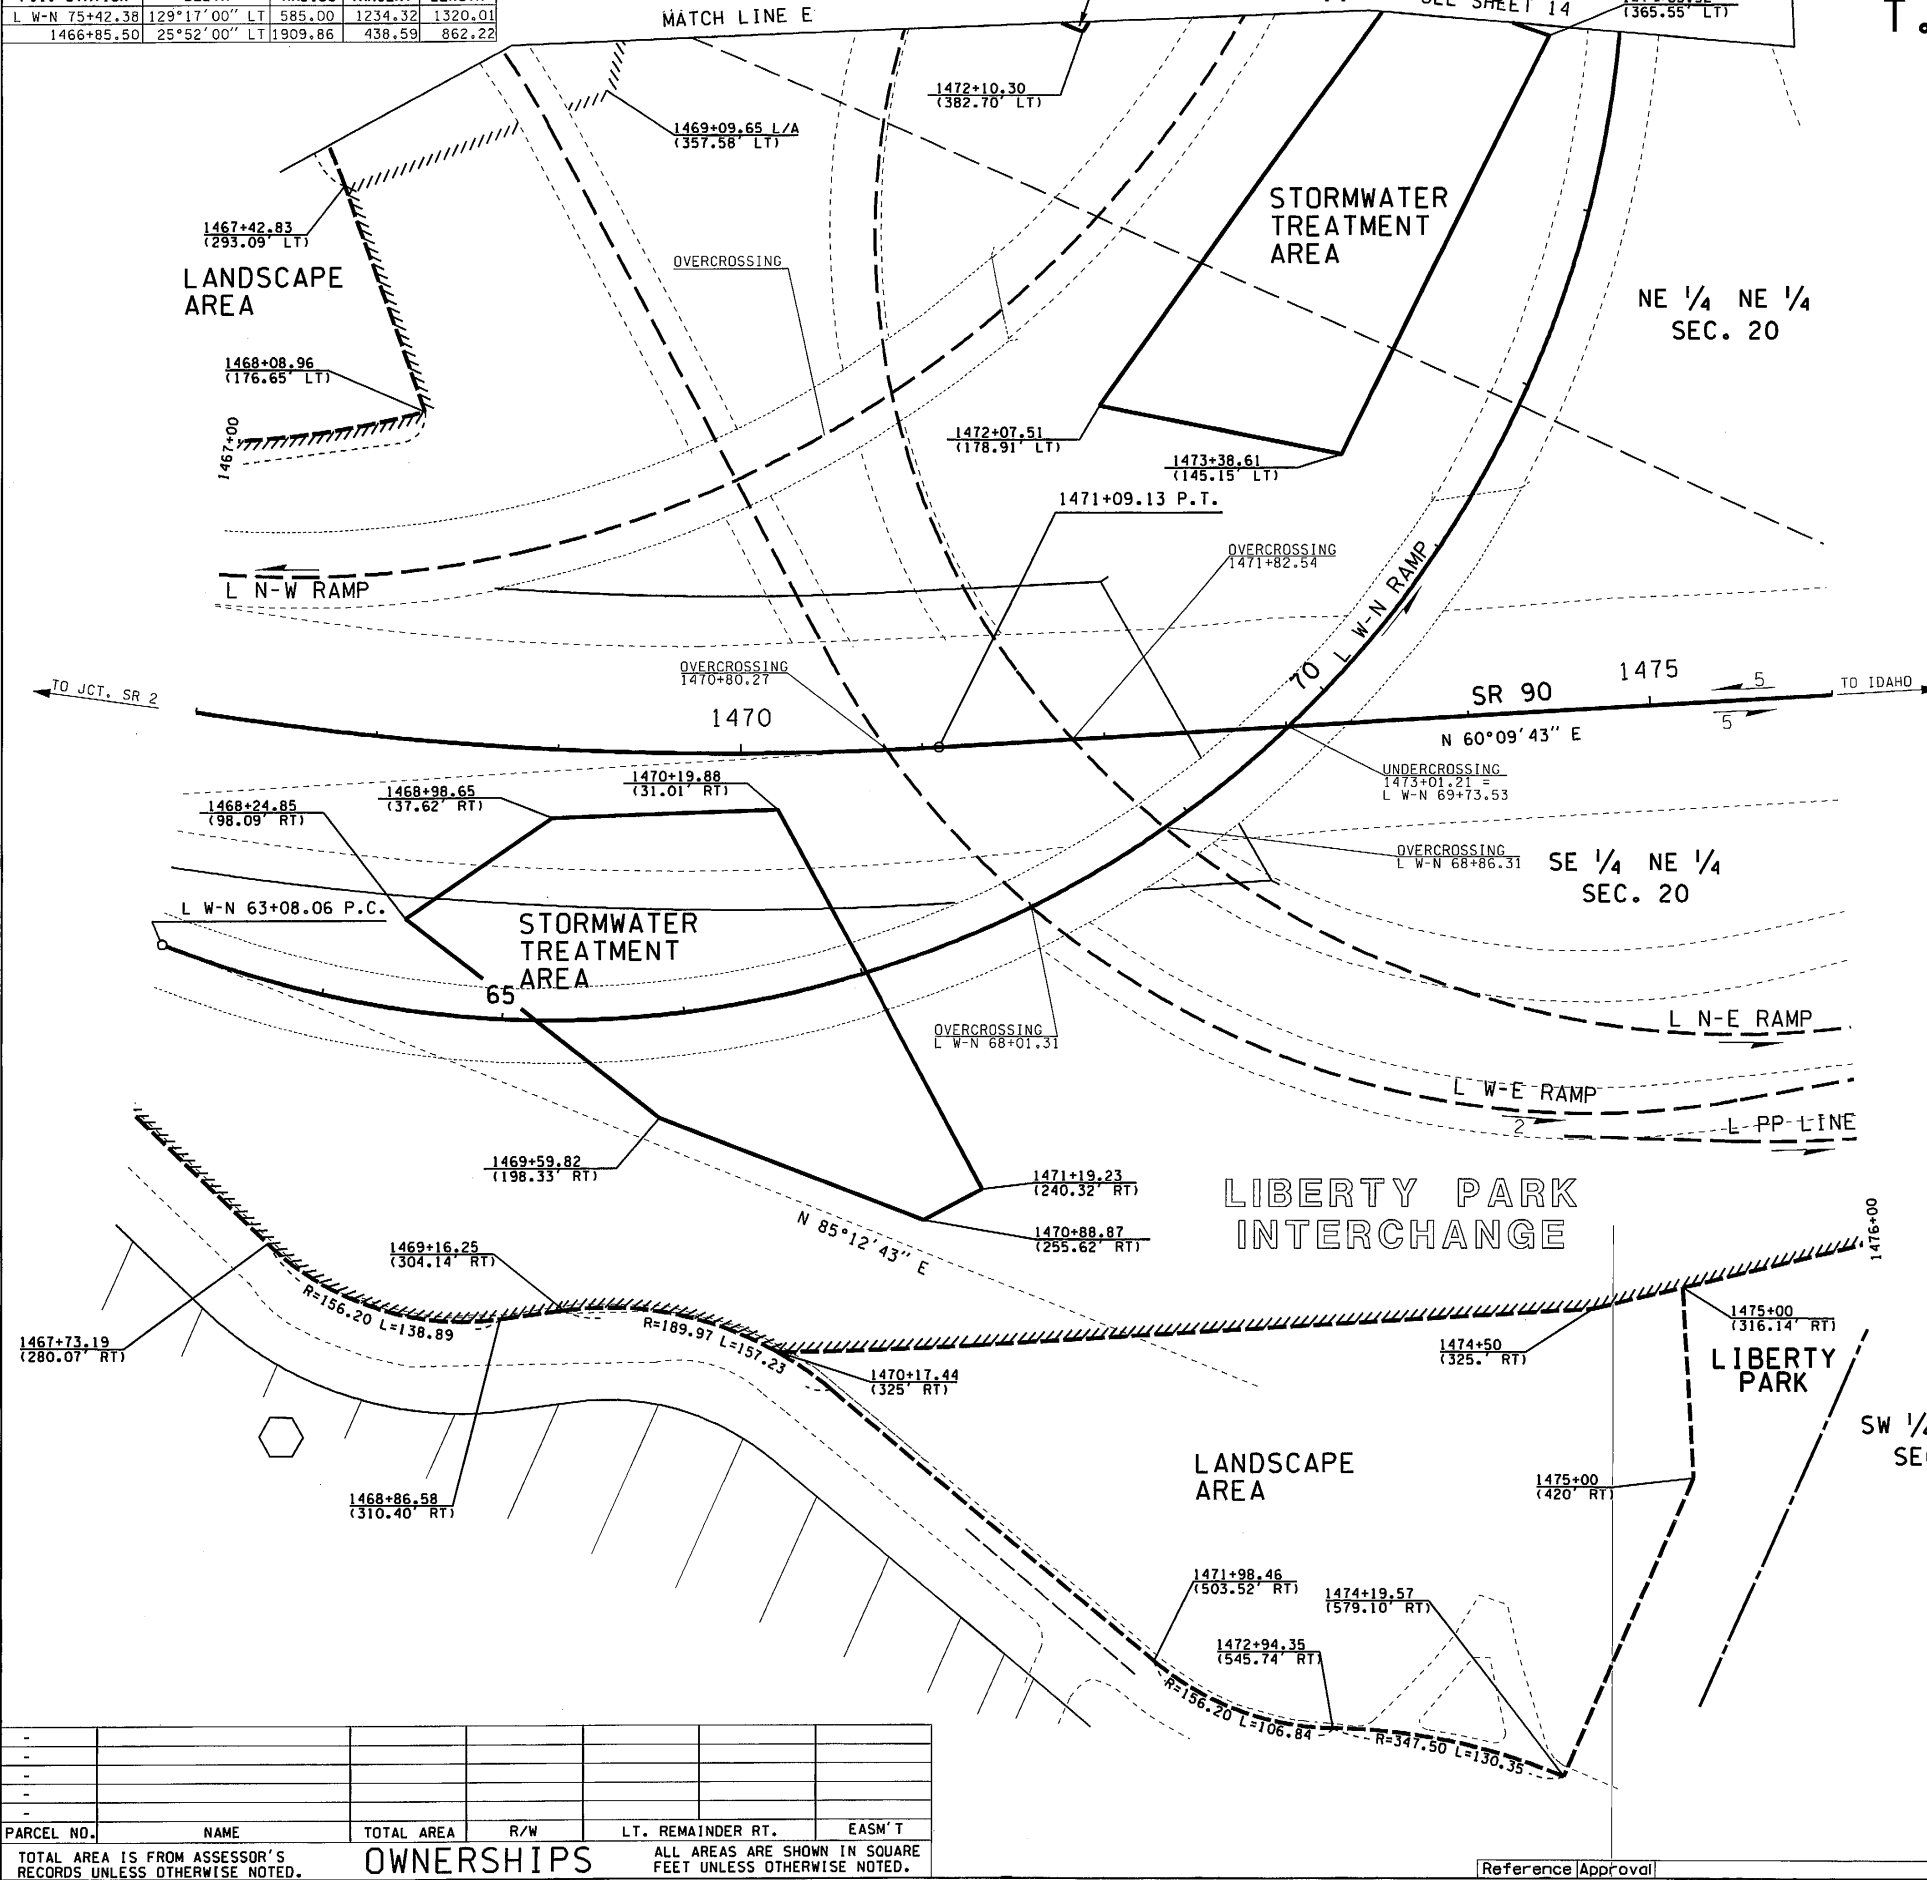 L W-N 75+42.38 129°17'00" LT 585.00 1234.32 1320.01
1466+85.50 25°52'00" LT 1909.86 438.59 862.22
MATCH LINE E
SEE SHEET 14
(365.55' LT)
T.
1472+10.30
(382.70' LT)
1469+09.65 L/A
(357.58' LT)
STORMWATER
TREATMENT
AREA
1467+42.83
(293.09' LT)
LANDSCAPE
AREA
OVERCROSSING
NE 1/4 NE 1/4
SEC. 20
1468+08.96
(176.65' LT)
1467+00
1472+07.51
(178.91' LT)
1473+38.61
(145.15' LT)
1471+09.13 P.T.
OVERCROSSING
1471+82.54
L N-W RAMP
L W-N RAMP
OVERCROSSING
1470+80.27
70
1475
TO JCT. SR 2
1470
SR 90
5
5
TO IDAHO
N 60°09'43" E
UNDERCROSSING
1473+01.21 =
L W-N 69+73.53
1470+19.88
(31.01' RT)
1468+98.65
(37.62' RT)
1468+24.85
(98.09' RT)
OVERCROSSING
L W-N 68+86.31
SE 1/4 NE 1/4
SEC. 20
L W-N 63+08.06 P.C.
STORMWATER
TREATMENT
AREA
65
OVERCROSSING
L W-N 68+01.31
L N-E RAMP
L W-E RAMP
2
L PP LINE
1469+59.82
(198.33' RT)
1471+19.23
(240.32' RT)
1470+88.87
(255.62' RT)
N 85°12'43" E
LIBERTY PARK
INTERCHANGE
1476+00
1469+16.25
(304.14' RT)
R=156.20 L=138.89
R=189.97 L=157.23
1467+73.19
(280.07' RT)
1470+17.44
(325' RT)
1474+50
(325.' RT)
1475+00
(316.14' RT)
LIBERTY
PARK
SW 1/4
SEC
1468+86.58
(310.40' RT)
LANDSCAPE
AREA
1475+00
(420' RT)
1471+98.46
(503.52' RT)
1474+19.57
(579.10' RT)
1472+94.35
(545.74' RT)
R=156.20 L=106.84
R=347.50 L=130.35
-
-
-
-
-
PARCEL NO. NAME TOTAL AREA R/W LT. REMAINDER RT. EASM'T
TOTAL AREA IS FROM ASSESSOR'S
RECORDS UNLESS OTHERWISE NOTED.
OWNERSHIPS
ALL AREAS ARE SHOWN IN SQUARE
FEET UNLESS OTHERWISE NOTED.
Reference Approval